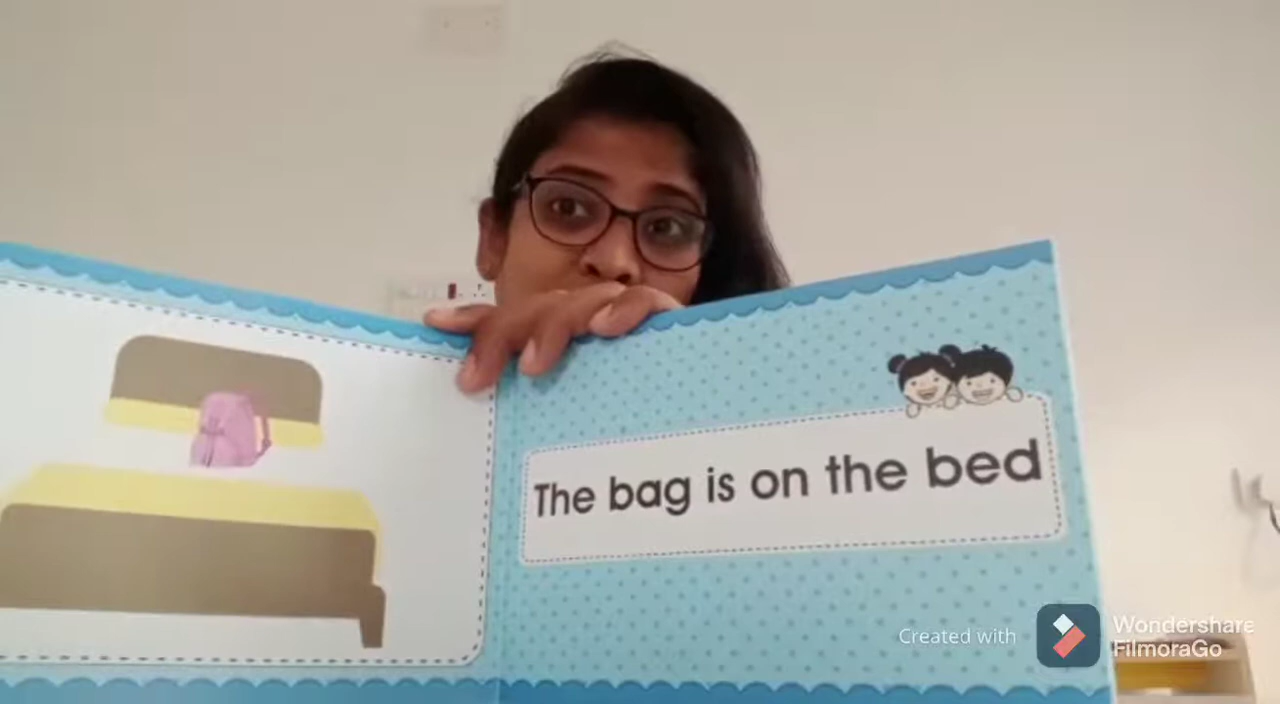 The bag is on the bed
Created with
Wondershare
FilmoraGo